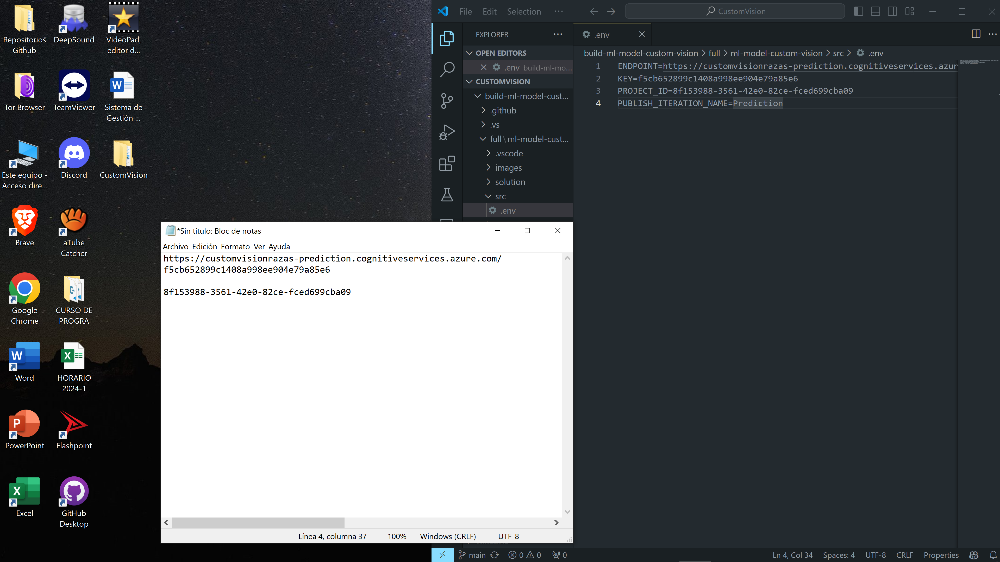 Repositorios
Github
DeepSound
VideoPad,
editor d...
Tor Browser
TeamViewer
Sistema de
Gestión ...
Este equipo -
Acceso dire...
Discord
CustomVision
Brave
aTube
Catcher
Google
Chrome
CURSO DE
PROGRA
Word
HORARIO
2024-1
PowerPoint
Flashpoint
Excel
GitHub
Desktop
File Edit Selection ···
CustomVision
EXPLORER
OPEN EDITORS
.env build-ml-mo...
CUSTOMVISION
build-ml-model-cust...
.github
.vs
full\ml-model-cust...
.vscode
images
solution
src
.env
.env
build-ml-model-custom-vision > full > ml-model-custom-vision > src > .env
1 ENDPOINT=https://customvisionrazas-prediction.cognitiveservices.azur
2 KEY=f5cb652899c1408a998ee904e79a85e6
3 PROJECT_ID=8f153988-3561-42e0-82ce-fced699cba09
4 PUBLISH_ITERATION_NAME=Prediction
*Sin título: Bloc de notas
Archivo Edición Formato Ver Ayuda
https://customvisionrazas-prediction.cognitiveservices.azure.com/
f5cb652899c1408a998ee904e79a85e6
8f153988-3561-42e0-82ce-fced699cba09
Línea 4, columna 37 100% Windows (CRLF) UTF-8
main 0 0 0
Ln 4, Col 34 Spaces: 4 UTF-8 CRLF Properties